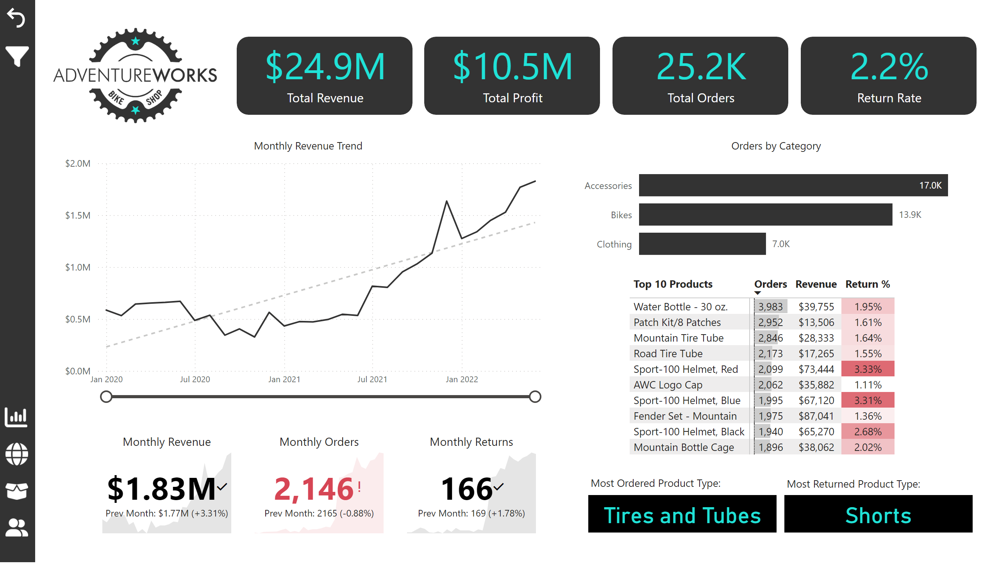 ADVENTUREWORKS
BIKE SHOP
$24.9M
Total Revenue
$10.5M
Total Profit
25.2K
Total Orders
2.2%
Return Rate
Monthly Revenue Trend
$2.0M
$1.5M
$1.0M
$0.5M
$0.0M
Jan 2020 Jul 2020 Jan 2021 Jul 2021 Jan 2022
Orders by Category
Accessories 17.0K
Bikes 13.9K
Clothing 7.0K
Top 10 Products Orders Revenue Return %
Water Bottle - 30 oz. 3,983 $39,755 1.95%
Patch Kit/8 Patches 2,952 $13,506 1.61%
Mountain Tire Tube 2,846 $28,333 1.64%
Road Tire Tube 2,173 $17,265 1.55%
Sport-100 Helmet, Red 2,099 $73,444 3.33%
AWC Logo Cap 2,062 $35,882 1.11%
Sport-100 Helmet, Blue 1,995 $67,120 3.31%
Fender Set - Mountain 1,975 $87,041 1.36%
Sport-100 Helmet, Black 1,940 $65,270 2.68%
Mountain Bottle Cage 1,896 $38,062 2.02%
Monthly Revenue
$1.83M
Prev Month: $1.77M (+3.31%)
Monthly Orders
2,146!
Prev Month: 2165 (-0.88%)
Monthly Returns
166
Prev Month: 169 (+1.78%)
Most Ordered Product Type:
Tires and Tubes
Most Returned Product Type:
Shorts